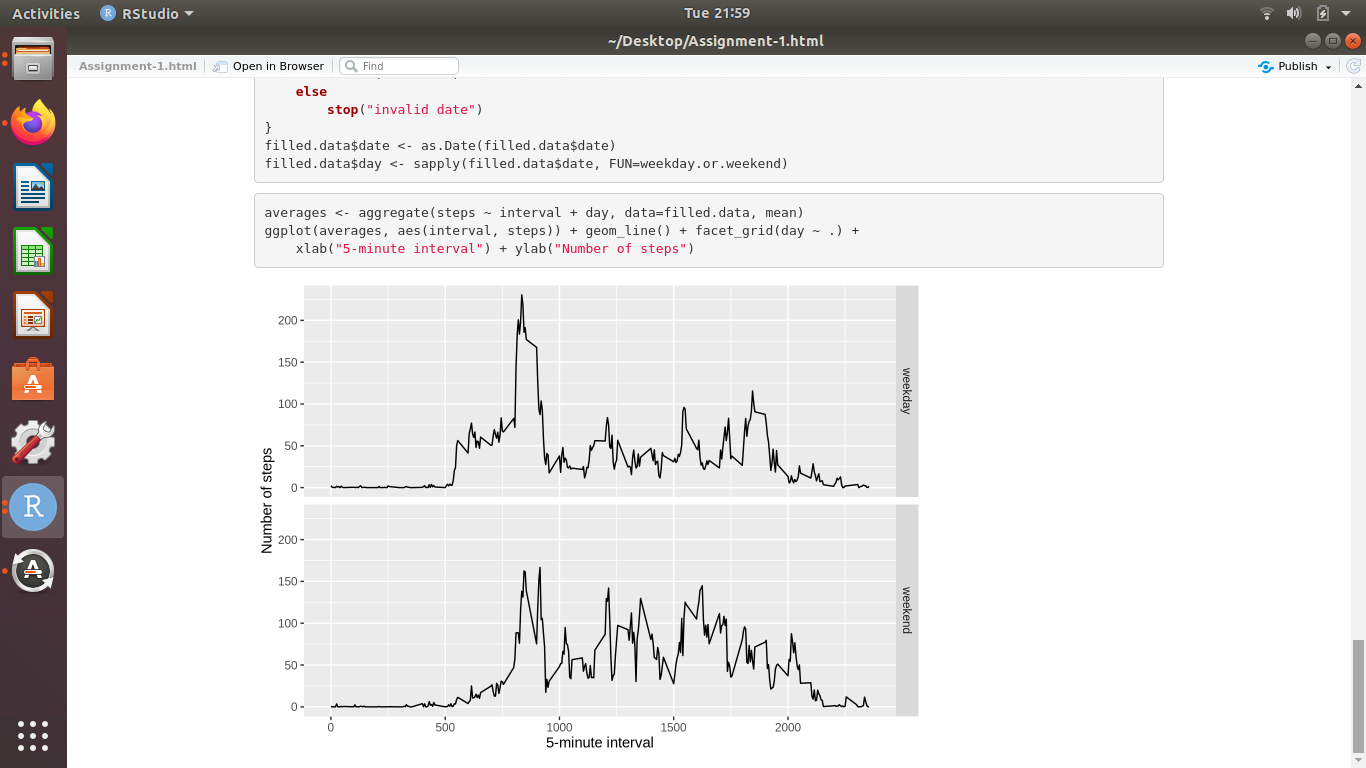 Activities RStudio Tue 21:59
~/Desktop/Assignment-1.html
Assignment-1.html Open in Browser Find Publish
else
stop("invalid date")
}
filled.data$date <- as.Date(filled.data$date)
filled.data$day <- sapply(filled.data$date, FUN=weekday.or.weekend)
averages <- aggregate(steps ~ interval + day, data=filled.data, mean)
ggplot(averages, aes(interval, steps)) + geom_line() + facet_grid(day ~ .) +
xlab("5-minute interval") + ylab("Number of steps")
Number of steps
200
150
100
50
0
weekday
200
150
100
50
0
weekend
0 500 1000 1500 2000
5-minute interval
R
R